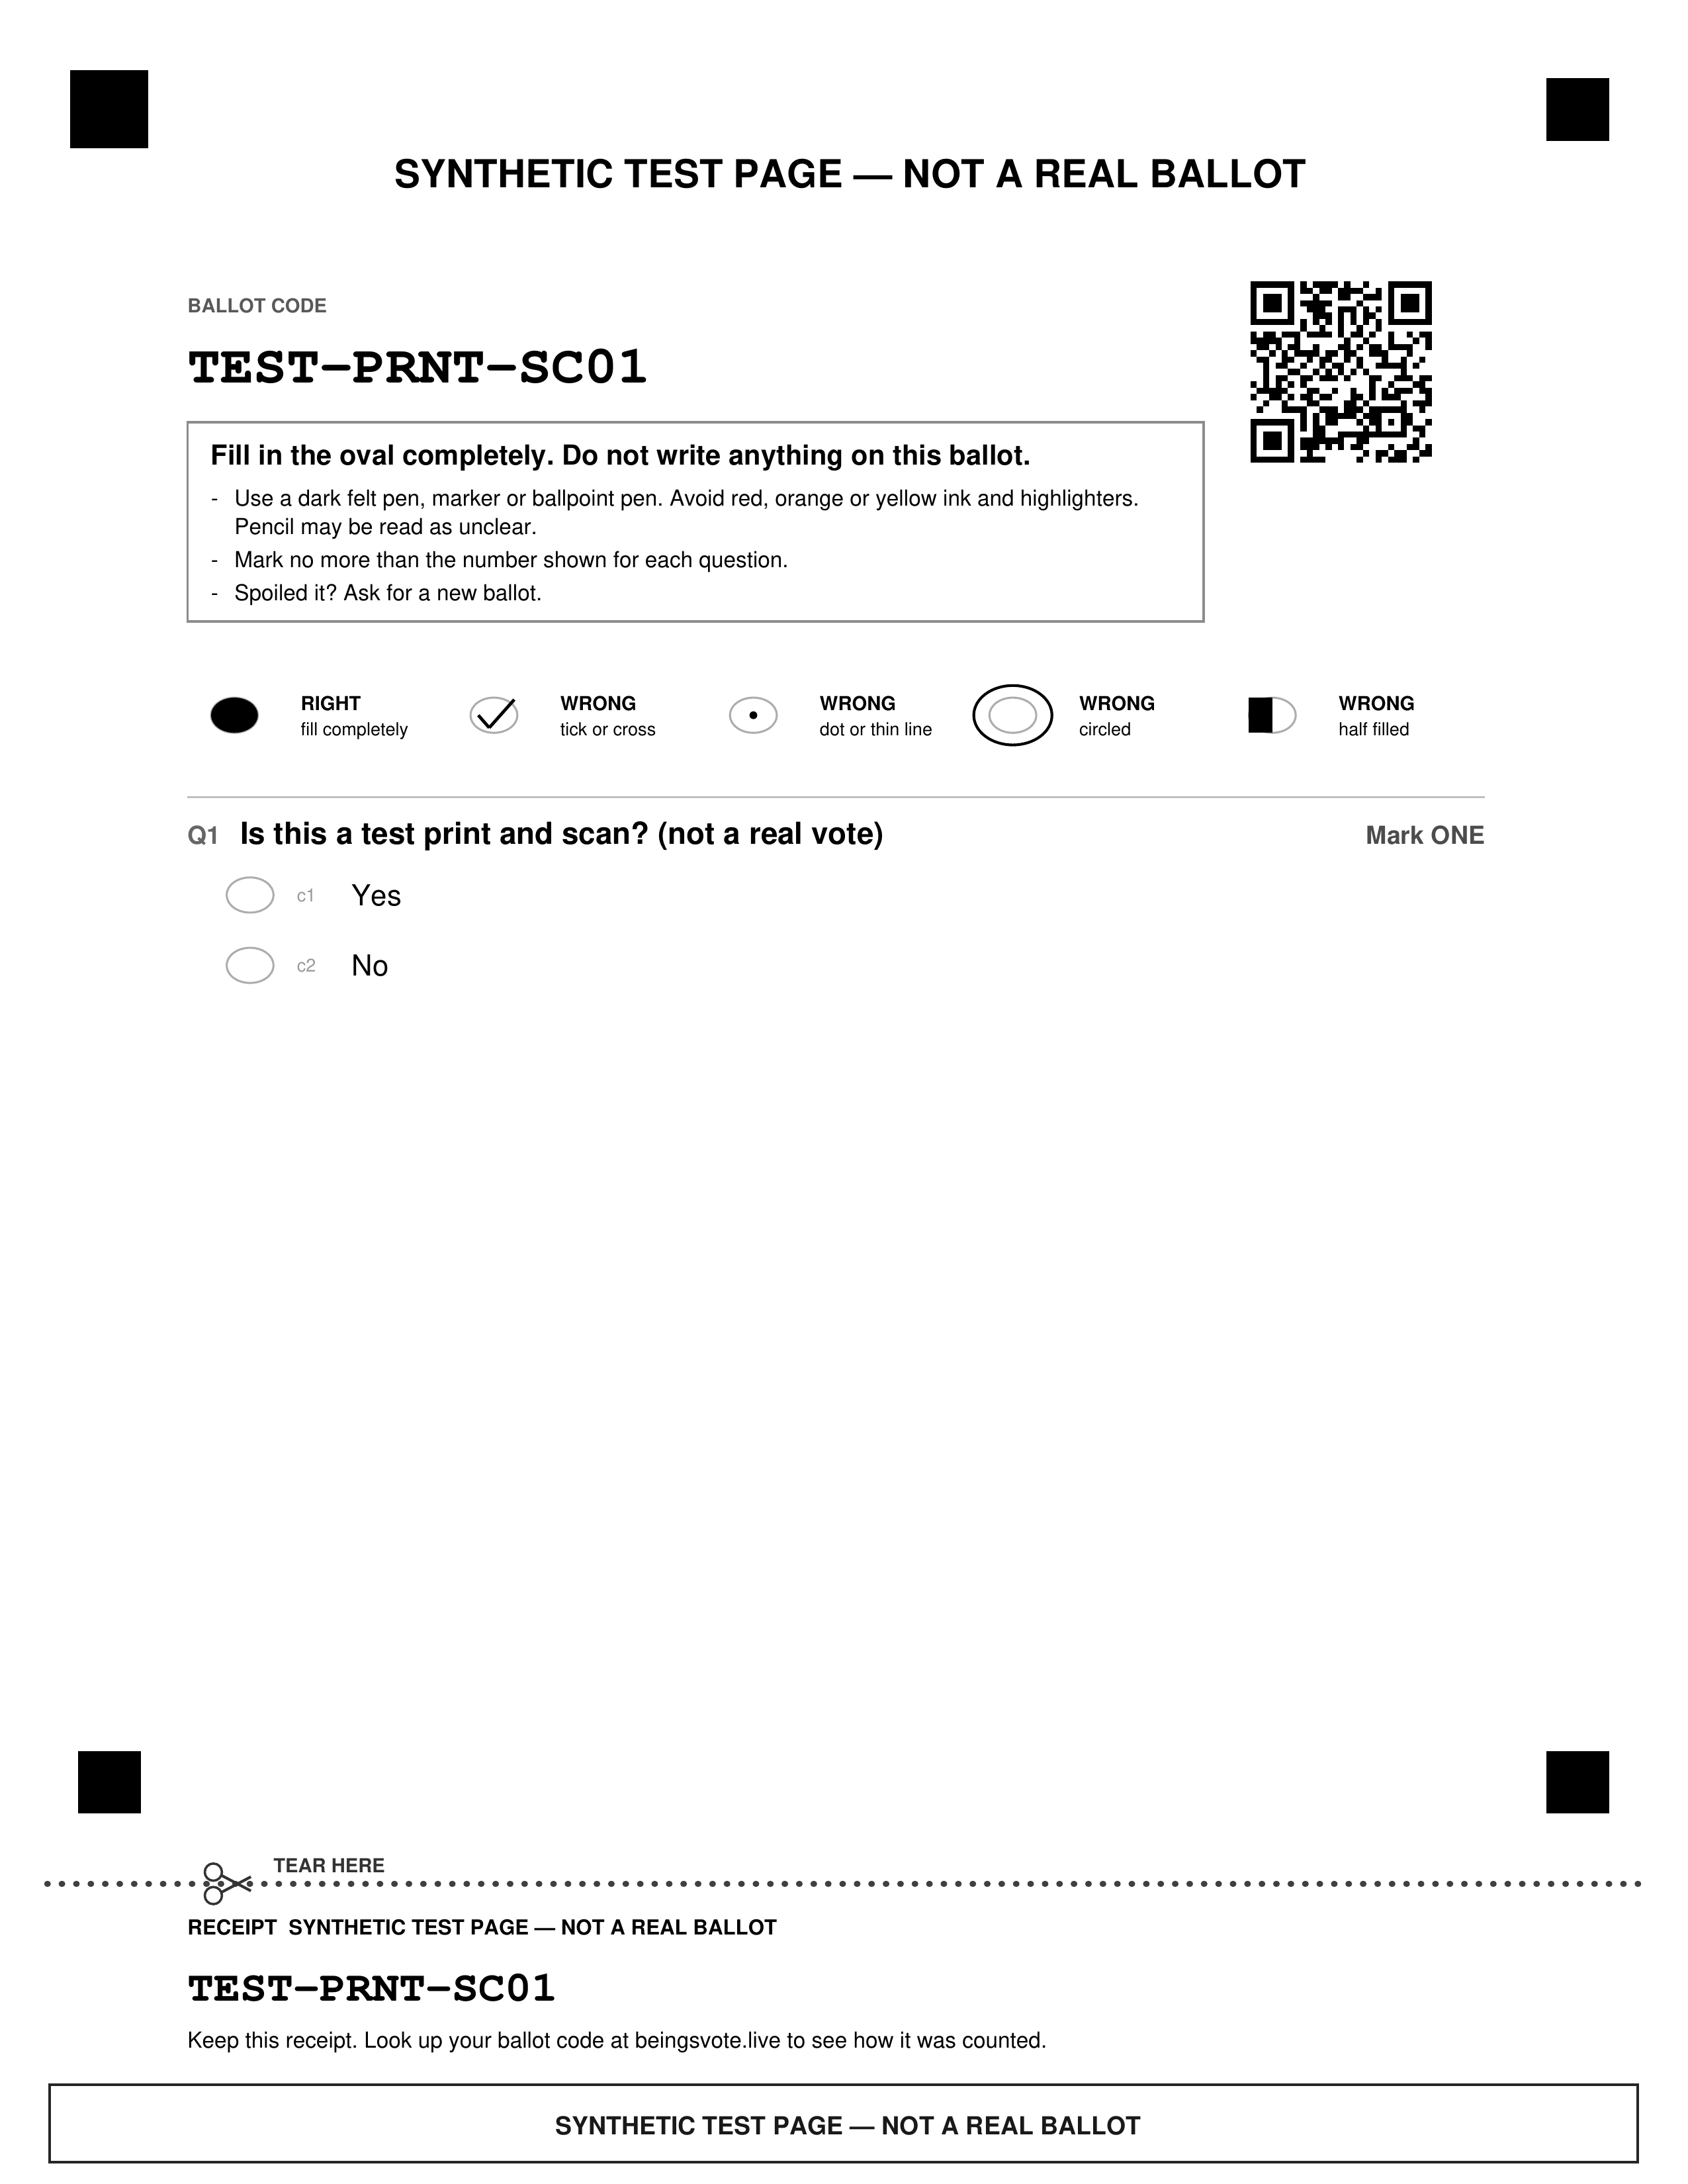 SYNTHETIC TEST PAGE — NOT A REAL BALLOT
BALLOT CODE
TEST-PRNT-SC01
Fill in the oval completely. Do not write anything on this ballot.
- Use a dark felt pen, marker or ballpoint pen. Avoid red, orange or yellow ink and highlighters.
Pencil may be read as unclear.
- Mark no more than the number shown for each question.
- Spoiled it? Ask for a new ballot.
RIGHT
fill completely
WRONG
tick or cross
WRONG
dot or thin line
WRONG
circled
WRONG
half filled
Q1 Is this a test print and scan? (not a real vote) Mark ONE
c1 Yes
c2 No
TEAR HERE
RECEIPT SYNTHETIC TEST PAGE — NOT A REAL BALLOT
TEST-PRNT-SC01
Keep this receipt. Look up your ballot code at beingsvote.live to see how it was counted.
SYNTHETIC TEST PAGE — NOT A REAL BALLOT